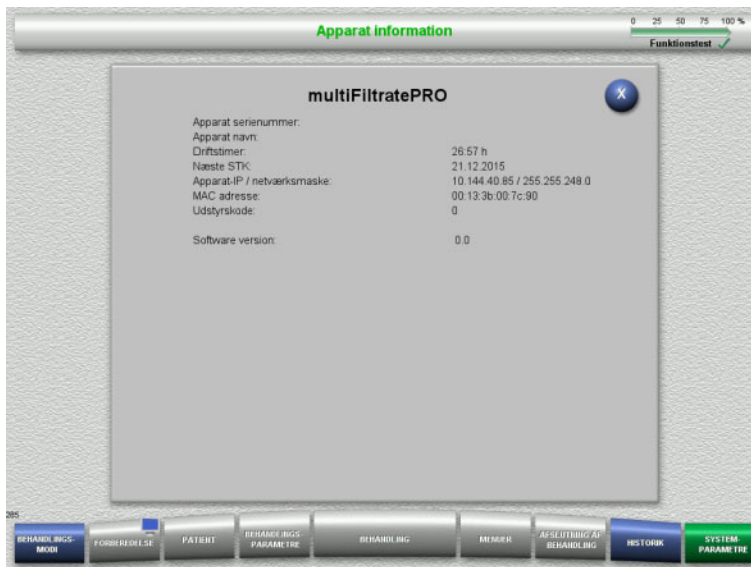 Apparat information
0 25 50 75 100 %
Funktionstest
multiFiltratePRO
X
Apparat serienummer:
Apparat navn:
Driftstimer: 26:57 h
Næste STK: 21.12.2015
Apparat-IP / netværksmaske: 10.144.40.85 / 255.255.248.0
MAC adresse: 00:13:3b:00:7c:90
Udstyrskode: 0
Software version: 0.0
285
BEHANDLINGS-
MODI
FORBEREDELSE
PATIENT
BEHANDLINGS-
PARAMETRE
BEHANDLING
MENUER
AFSLUTNING AF
BEHANDLING
HISTORIK
SYSTEM-
PARAMETRE